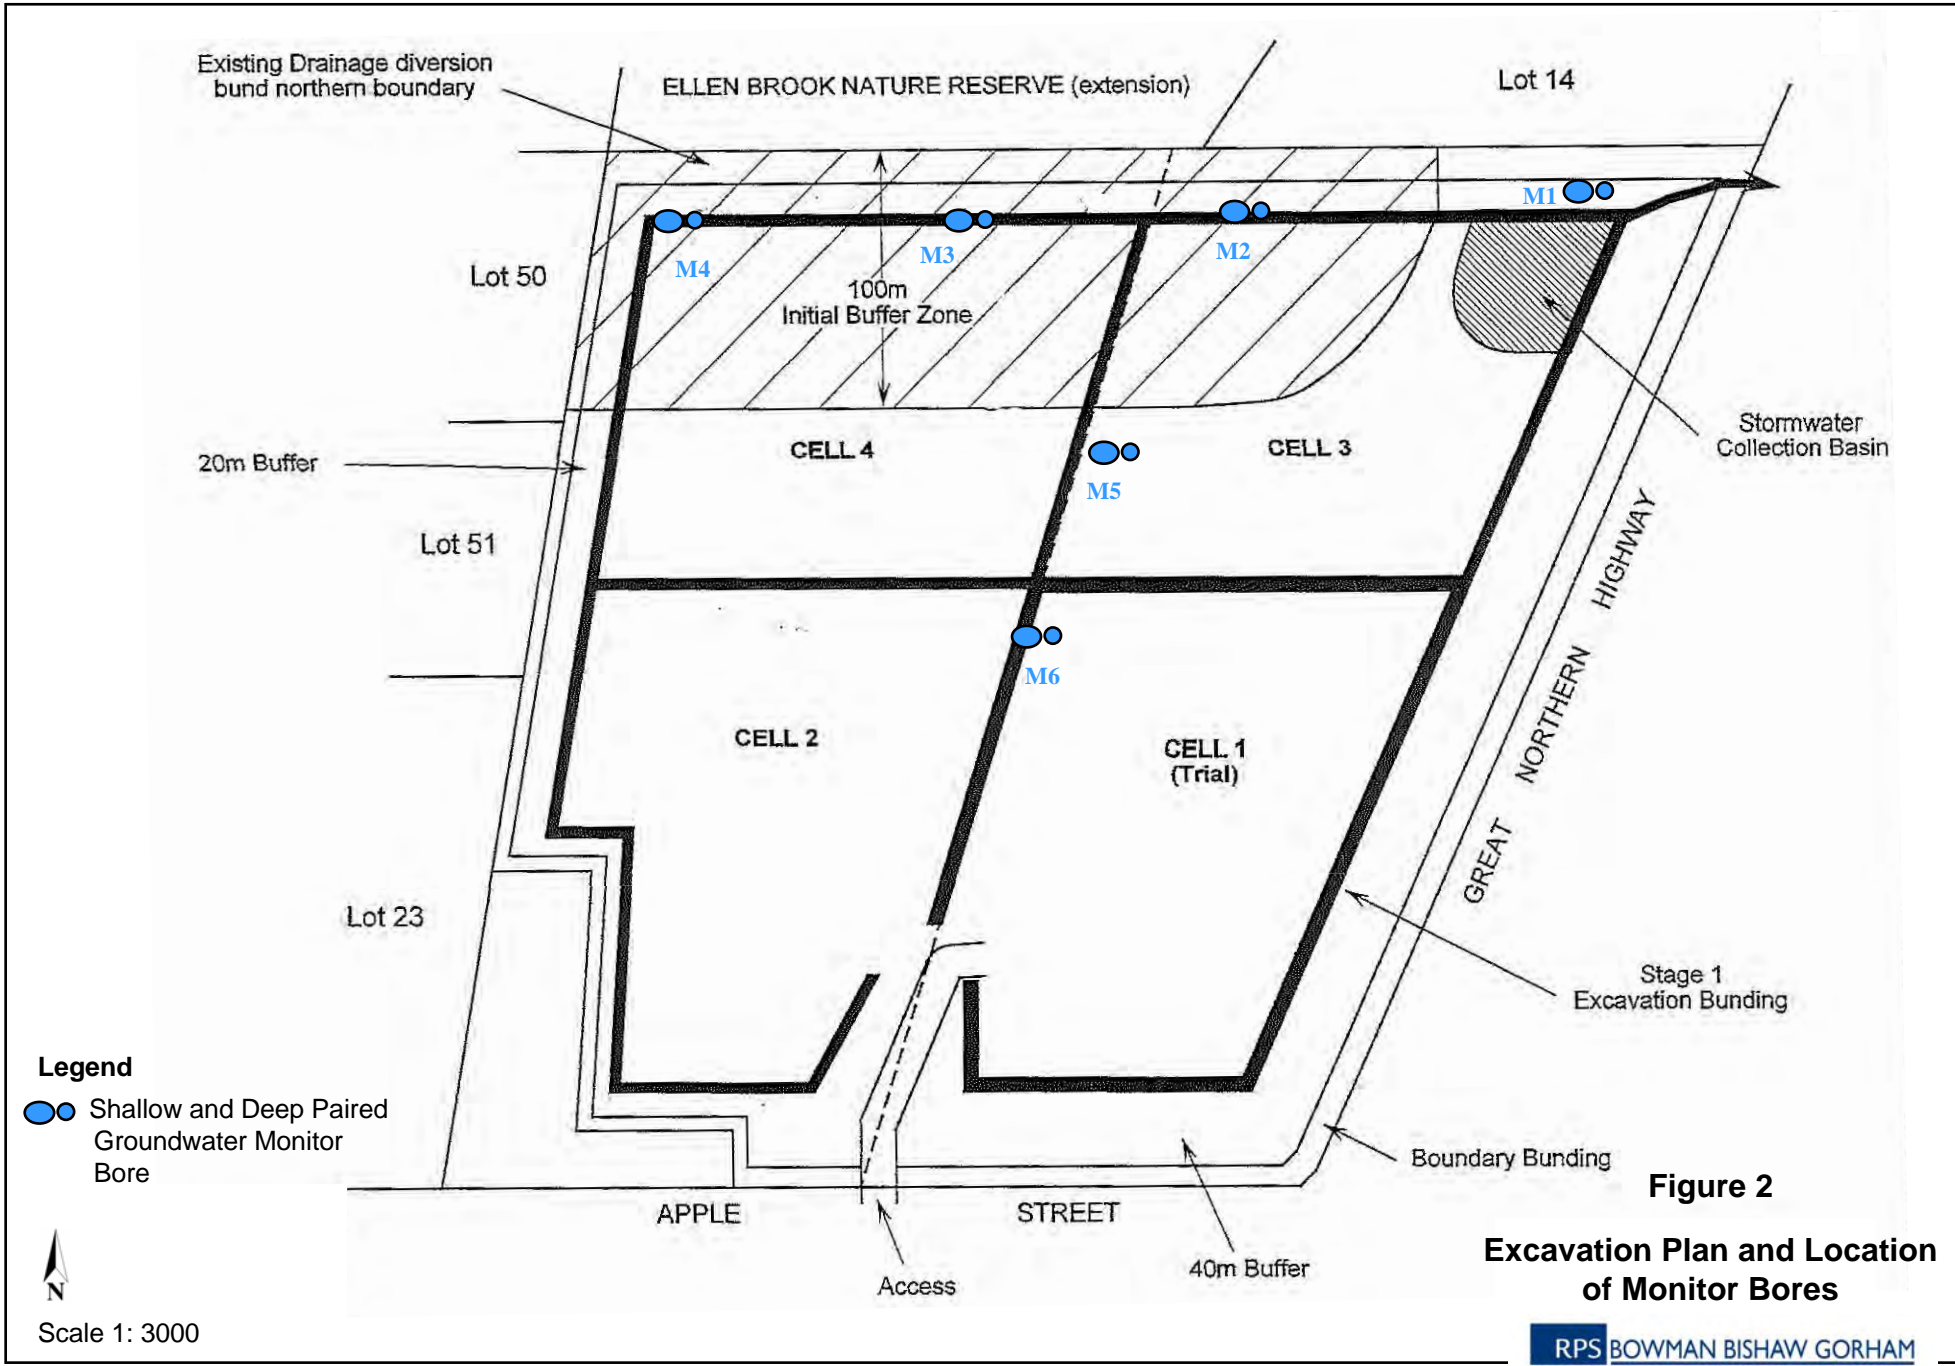 Existing Drainage diversion
bund northern boundary
ELLEN BROOK NATURE RESERVE (extension)
Lot 14
M1
M4
M3
M2
Lot 50
100m
Initial Buffer Zone
Stormwater
Collection Basin
20m Buffer
CELL 4
CELL 3
M5
Lot 51
M6
CELL 2
CELL 1
(Trial)
GREAT NORTHERN HIGHWAY
Lot 23
Stage 1
Excavation Bunding
Legend
Shallow and Deep Paired
Groundwater Monitor
Bore
Boundary Bunding
APPLE STREET
Access
40m Buffer
N
Scale 1: 3000
Figure 2
Excavation Plan and Location
of Monitor Bores
RPS BOWMAN BISHAW GORHAM